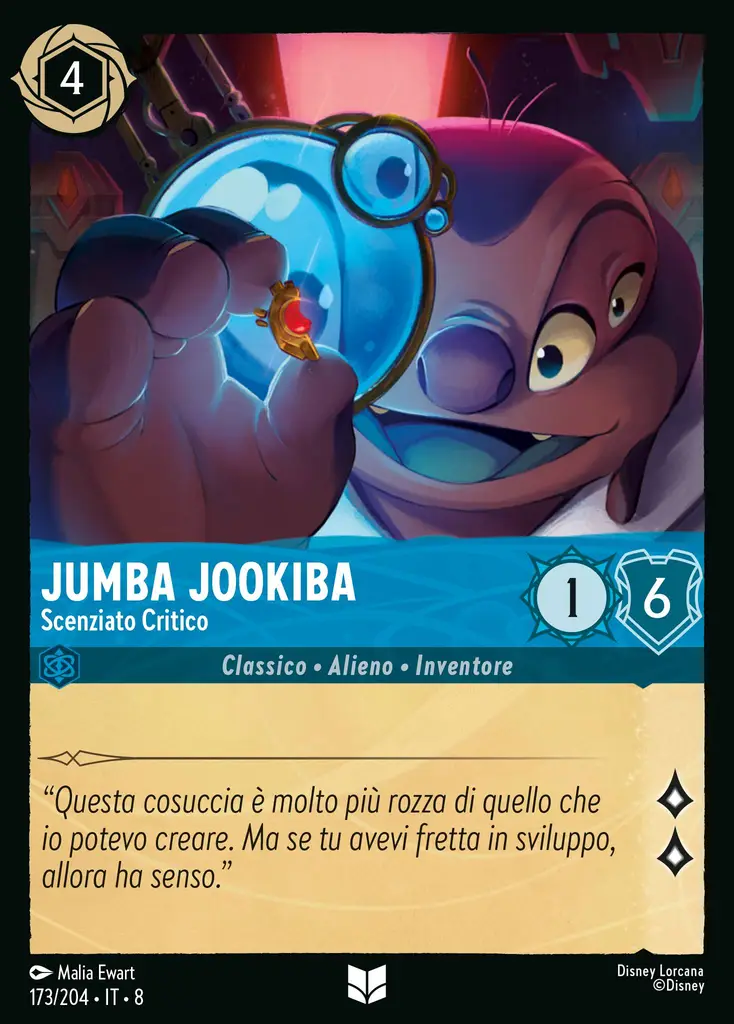 4
JUMBA JOOKIBA
Scenziato Critico
1
6
Classico • Alieno • Inventore
“Questa cosuccia è molto più rozza di quello che
io potevo creare. Ma se tu avevi fretta in sviluppo,
allora ha senso.”
Malia Ewart
173/204 • IT • 8
Disney Lorcana
©Disney